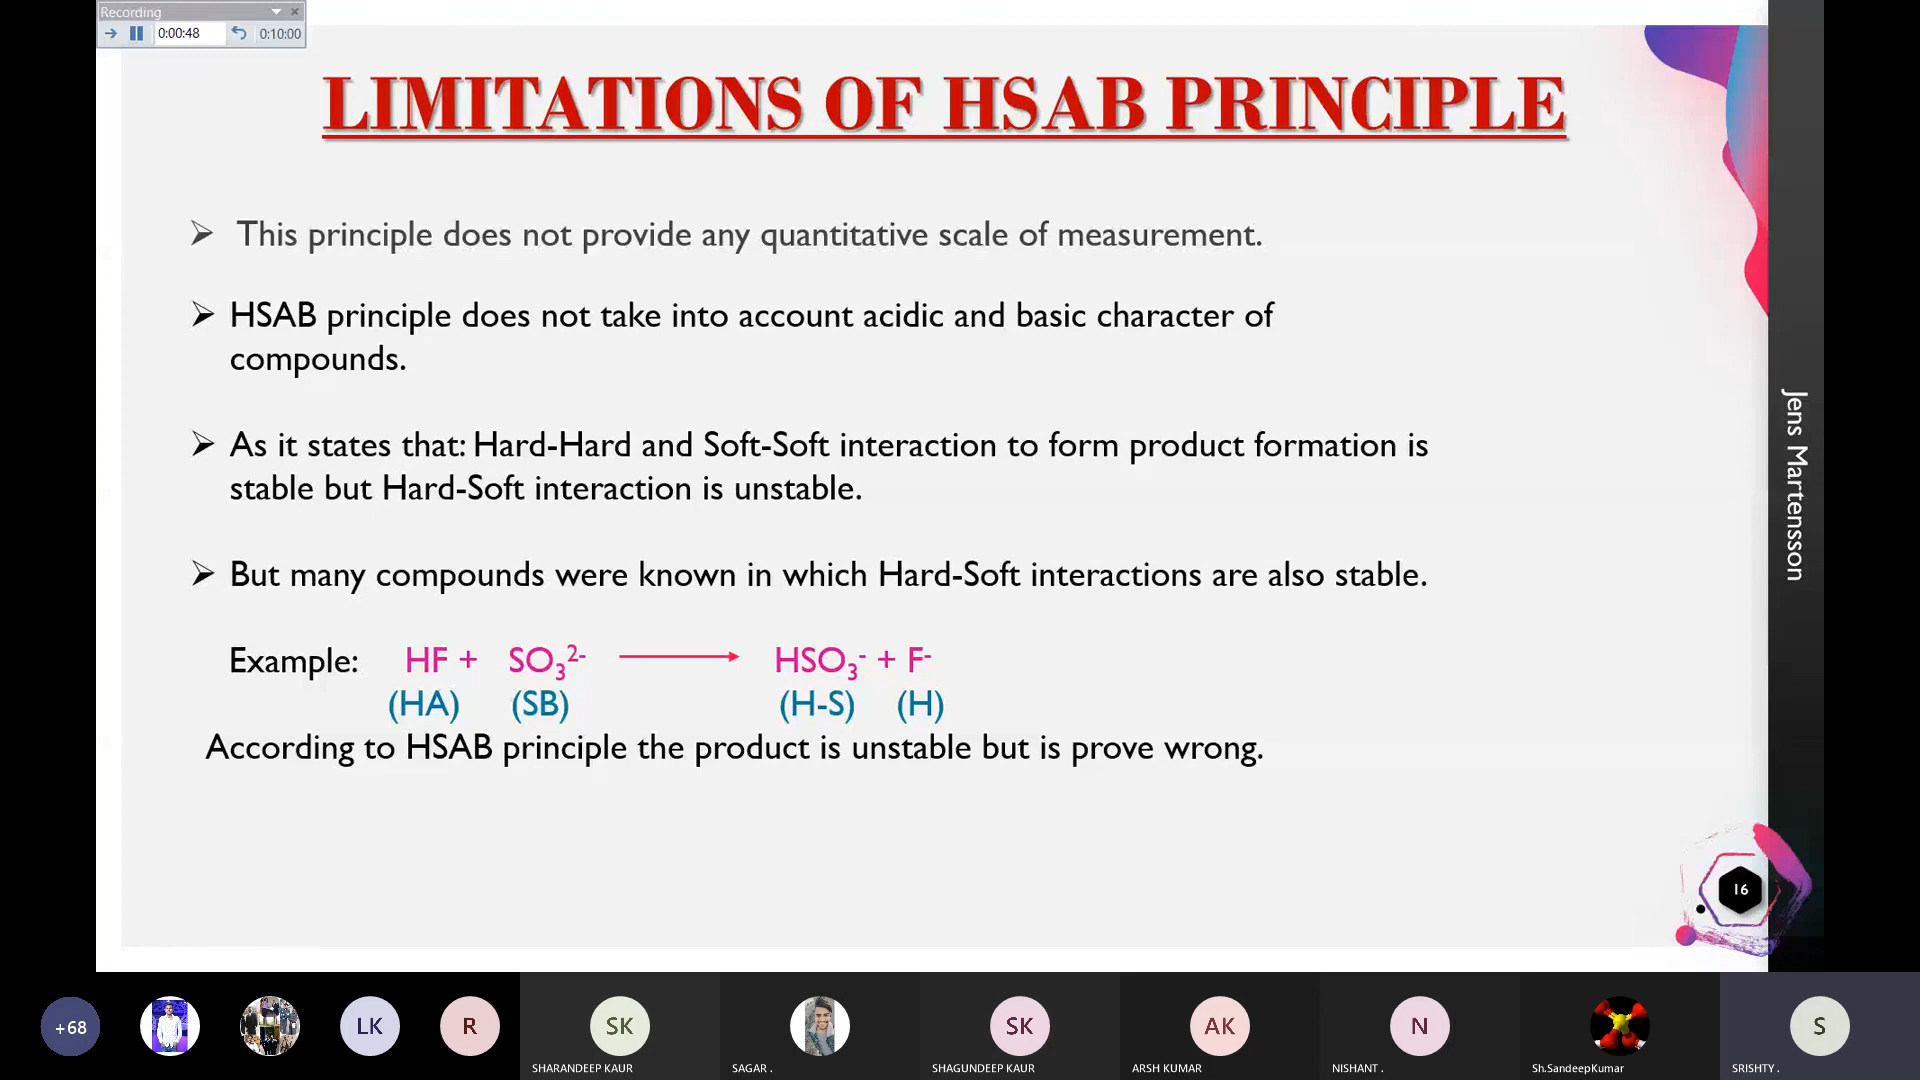 Recording
0:00:48 0:10:00
LIMITATIONS OF HSAB PRINCIPLE
➢ This principle does not provide any quantitative scale of measurement.
➢ HSAB principle does not take into account acidic and basic character of
compounds.
➢ As it states that: Hard-Hard and Soft-Soft interaction to form product formation is
stable but Hard-Soft interaction is unstable.
➢ But many compounds were known in which Hard-Soft interactions are also stable.
Example: HF + SO₃²⁻ ⟶ HSO₃⁻ + F⁻
(HA) (SB) (H-S) (H)
According to HSAB principle the product is unstable but is prove wrong.
Jens Martensson
16
+68
LK
R
SK
SK
AK
N
S
SHARANDEEP KAUR
SAGAR .
SHAGUNDEEP KAUR
ARSH KUMAR
NISHANT .
Sh.SandeepKumar
SRISHTY .